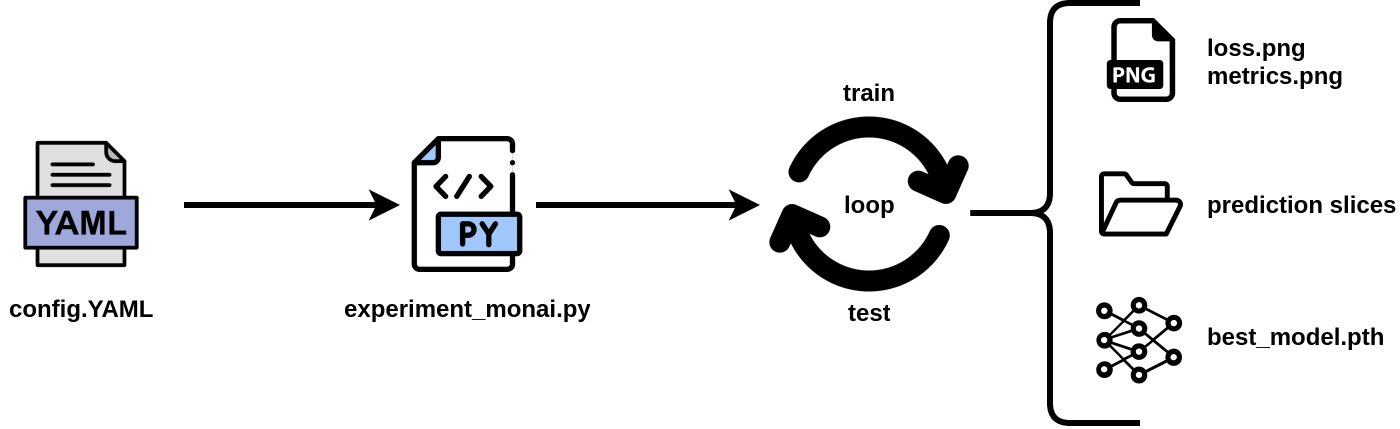 YAML
config.YAML
</>
PY
experiment_monai.py
train
loop
test
PNG
loss.png
metrics.png
prediction slices
best_model.pth